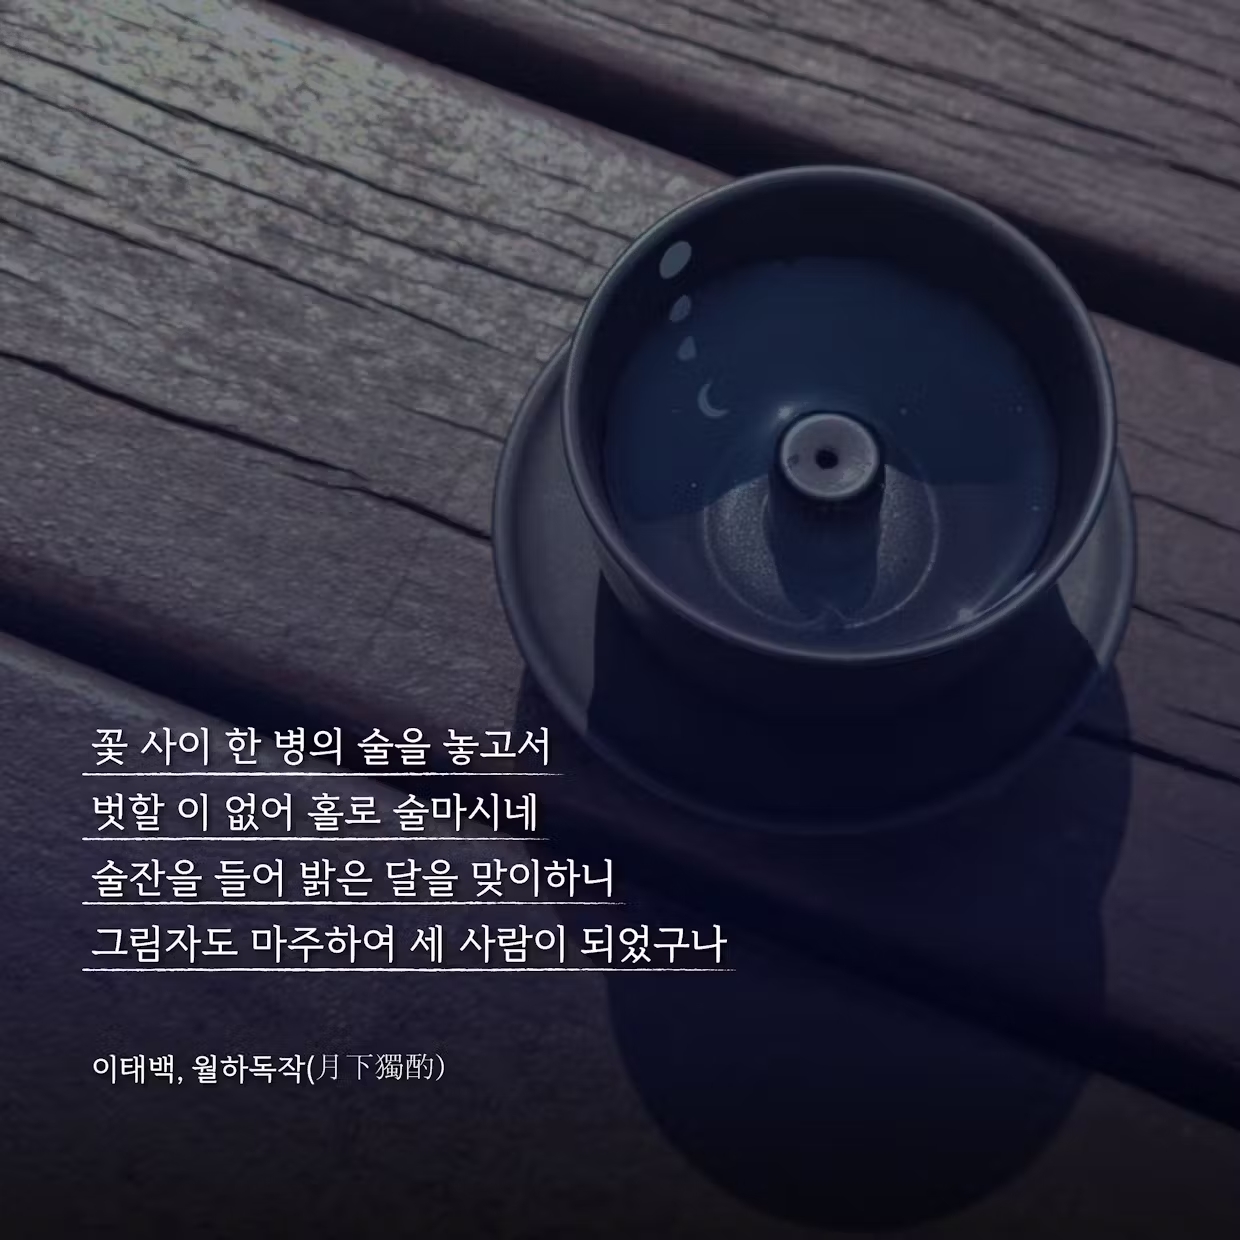 꽃 사이 한 병의 술을 놓고서
벗할 이 없어 홀로 술마시네
술잔을 들어 밝은 달을 맞이하니
그림자도 마주하여 세 사람이 되었구나
이태백, 월하독작(月下獨酌)